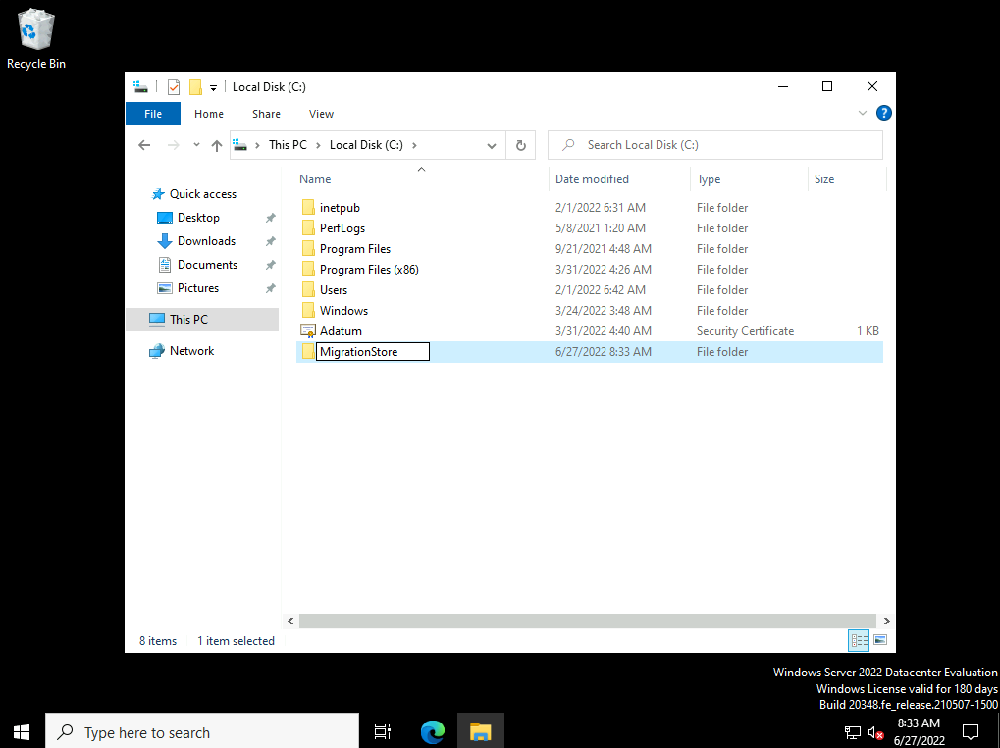 Recycle Bin
Local Disk (C:)
File Home Share View
This PC Local Disk (C:)
Search Local Disk (C:)
Name Date modified Type Size
Quick access
Desktop
Downloads
Documents
Pictures
This PC
Network
inetpub 2/1/2022 6:31 AM File folder
PerfLogs 5/8/2021 1:20 AM File folder
Program Files 9/21/2021 4:48 AM File folder
Program Files (x86) 3/31/2022 4:26 AM File folder
Users 2/1/2022 6:42 AM File folder
Windows 3/24/2022 3:48 AM File folder
Adatum 3/31/2022 4:40 AM Security Certificate 1 KB
MigrationStore 6/27/2022 8:33 AM File folder
8 items 1 item selected
Windows Server 2022 Datacenter Evaluation
Windows License valid for 180 days
Build 20348.fe_release.210507-1500
Type here to search
8:33 AM
6/27/2022